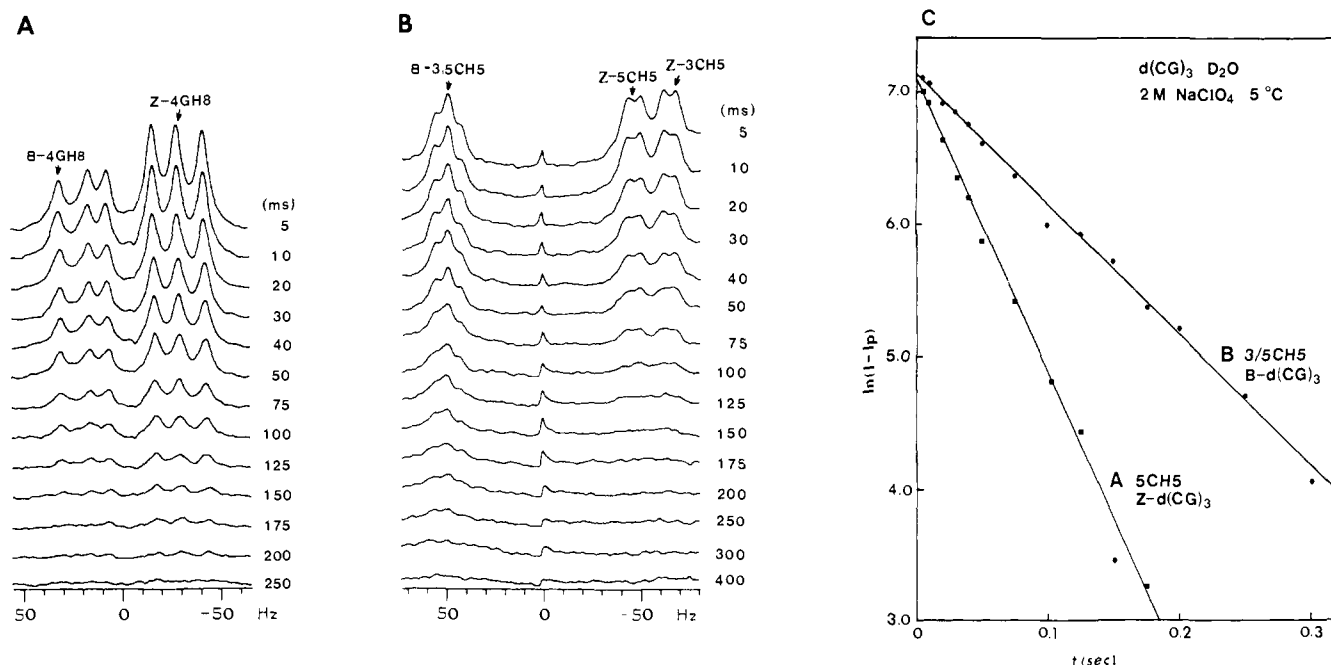 A
B-4GH8
Z-4GH8
(ms)
5
10
20
30
40
50
75
100
125
150
175
200
250
50
0
-50
Hz
B
B-3,5CH5
Z-5CH5
Z-3CH5
(ms)
5
10
20
30
40
50
75
100
125
150
175
200
250
300
400
50
0
-50
Hz
C
d(CG)₃ D₂O
2 M NaClO₄ 5 °C
7.0
6.0
5.0
4.0
3.0
ln(I-Ip)
B 3/5CH5
B-d(CG)₃
A 5CH5
Z-d(CG)₃
0
0.1
0.2
0.3
t(sec)